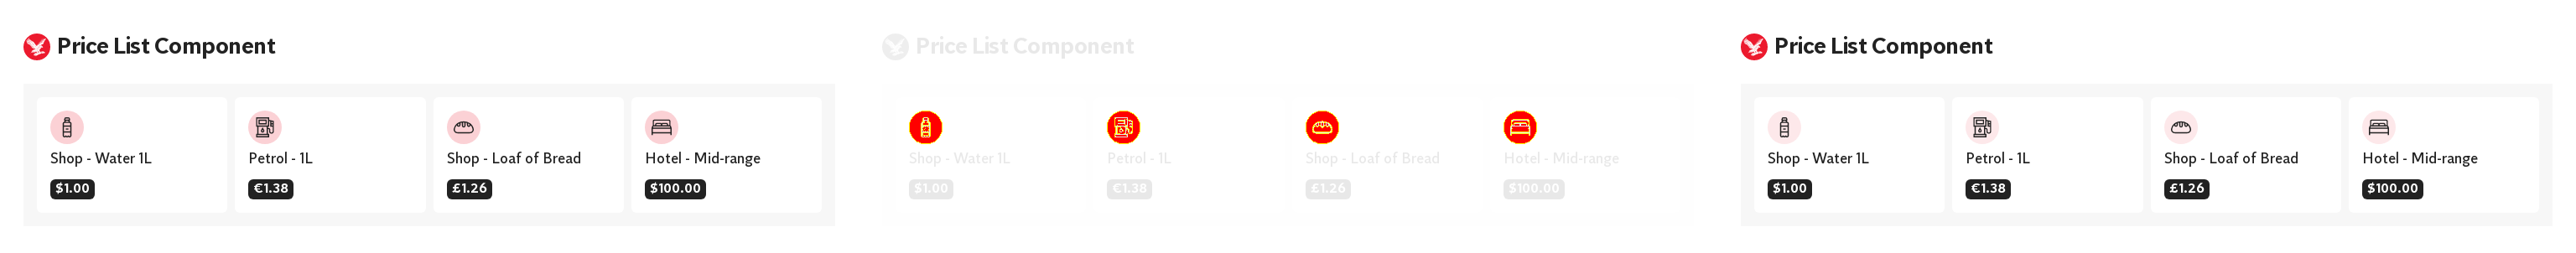 Price List Component
Shop - Water 1L
Petrol - 1L
Shop - Loaf of Bread
Hotel - Mid-range
$1.00
€1.38
£1.26
$100.00
Price List Component
Shop - Water 1L
Petrol - 1L
Shop - Loaf of Bread
Hotel - Mid-range
$1.00
€1.38
£1.26
$100.00
Price List Component
Shop - Water 1L
Petrol - 1L
Shop - Loaf of Bread
Hotel - Mid-range
$1.00
€1.38
£1.26
$100.00